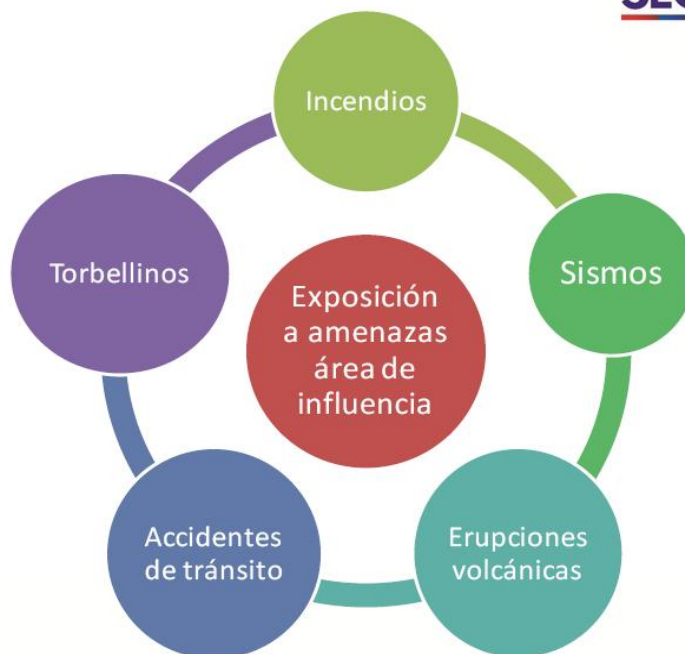 Incendios
Sismos
Erupciones
volcánicas
Accidentes
de tránsito
Torbellinos
Exposición
a amenazas
área de
influencia